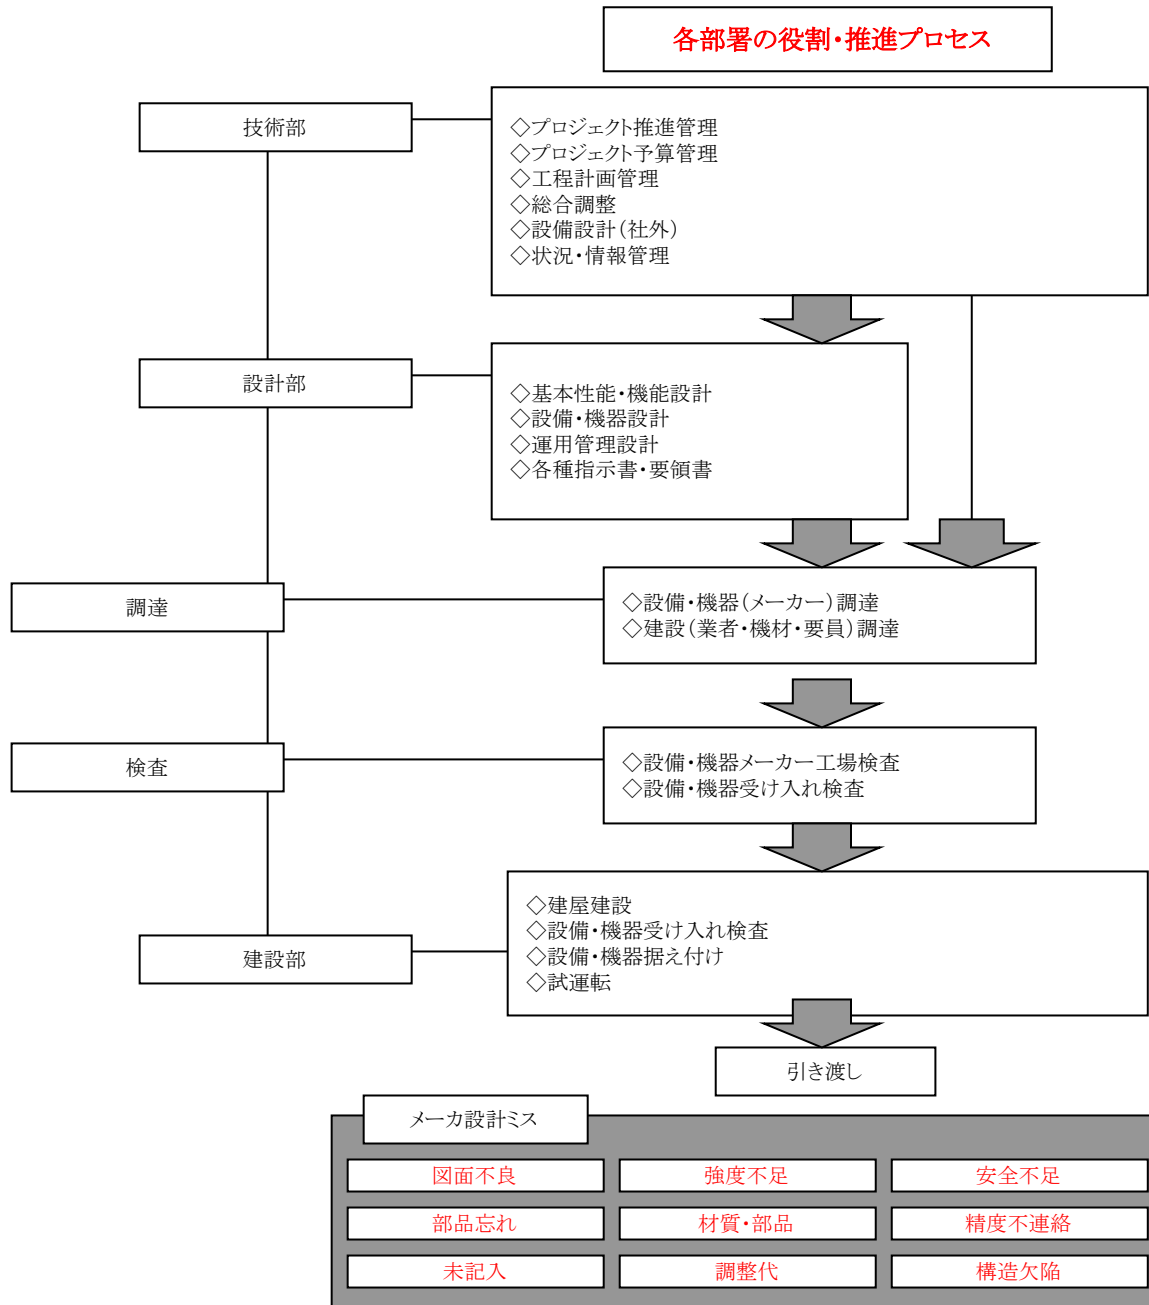 各部署の役割・推進プロセス
技術部
◇プロジェクト推進管理
◇プロジェクト予算管理
◇工程計画管理
◇総合調整
◇設備設計(社外)
◇状況・情報管理
設計部
◇基本性能・機能設計
◇設備・機器設計
◇運用管理設計
◇各種指示書・要領書
調達
◇設備・機器(メーカー)調達
◇建設(業者・機材・要員)調達
検査
◇設備・機器メーカー工場検査
◇設備・機器受け入れ検査
建設部
◇建屋建設
◇設備・機器受け入れ検査
◇設備・機器据え付け
◇試運転
引き渡し
メーカ設計ミス
図面不良
強度不足
安全不足
部品忘れ
材質・部品
精度不連絡
未記入
調整代
構造欠陥